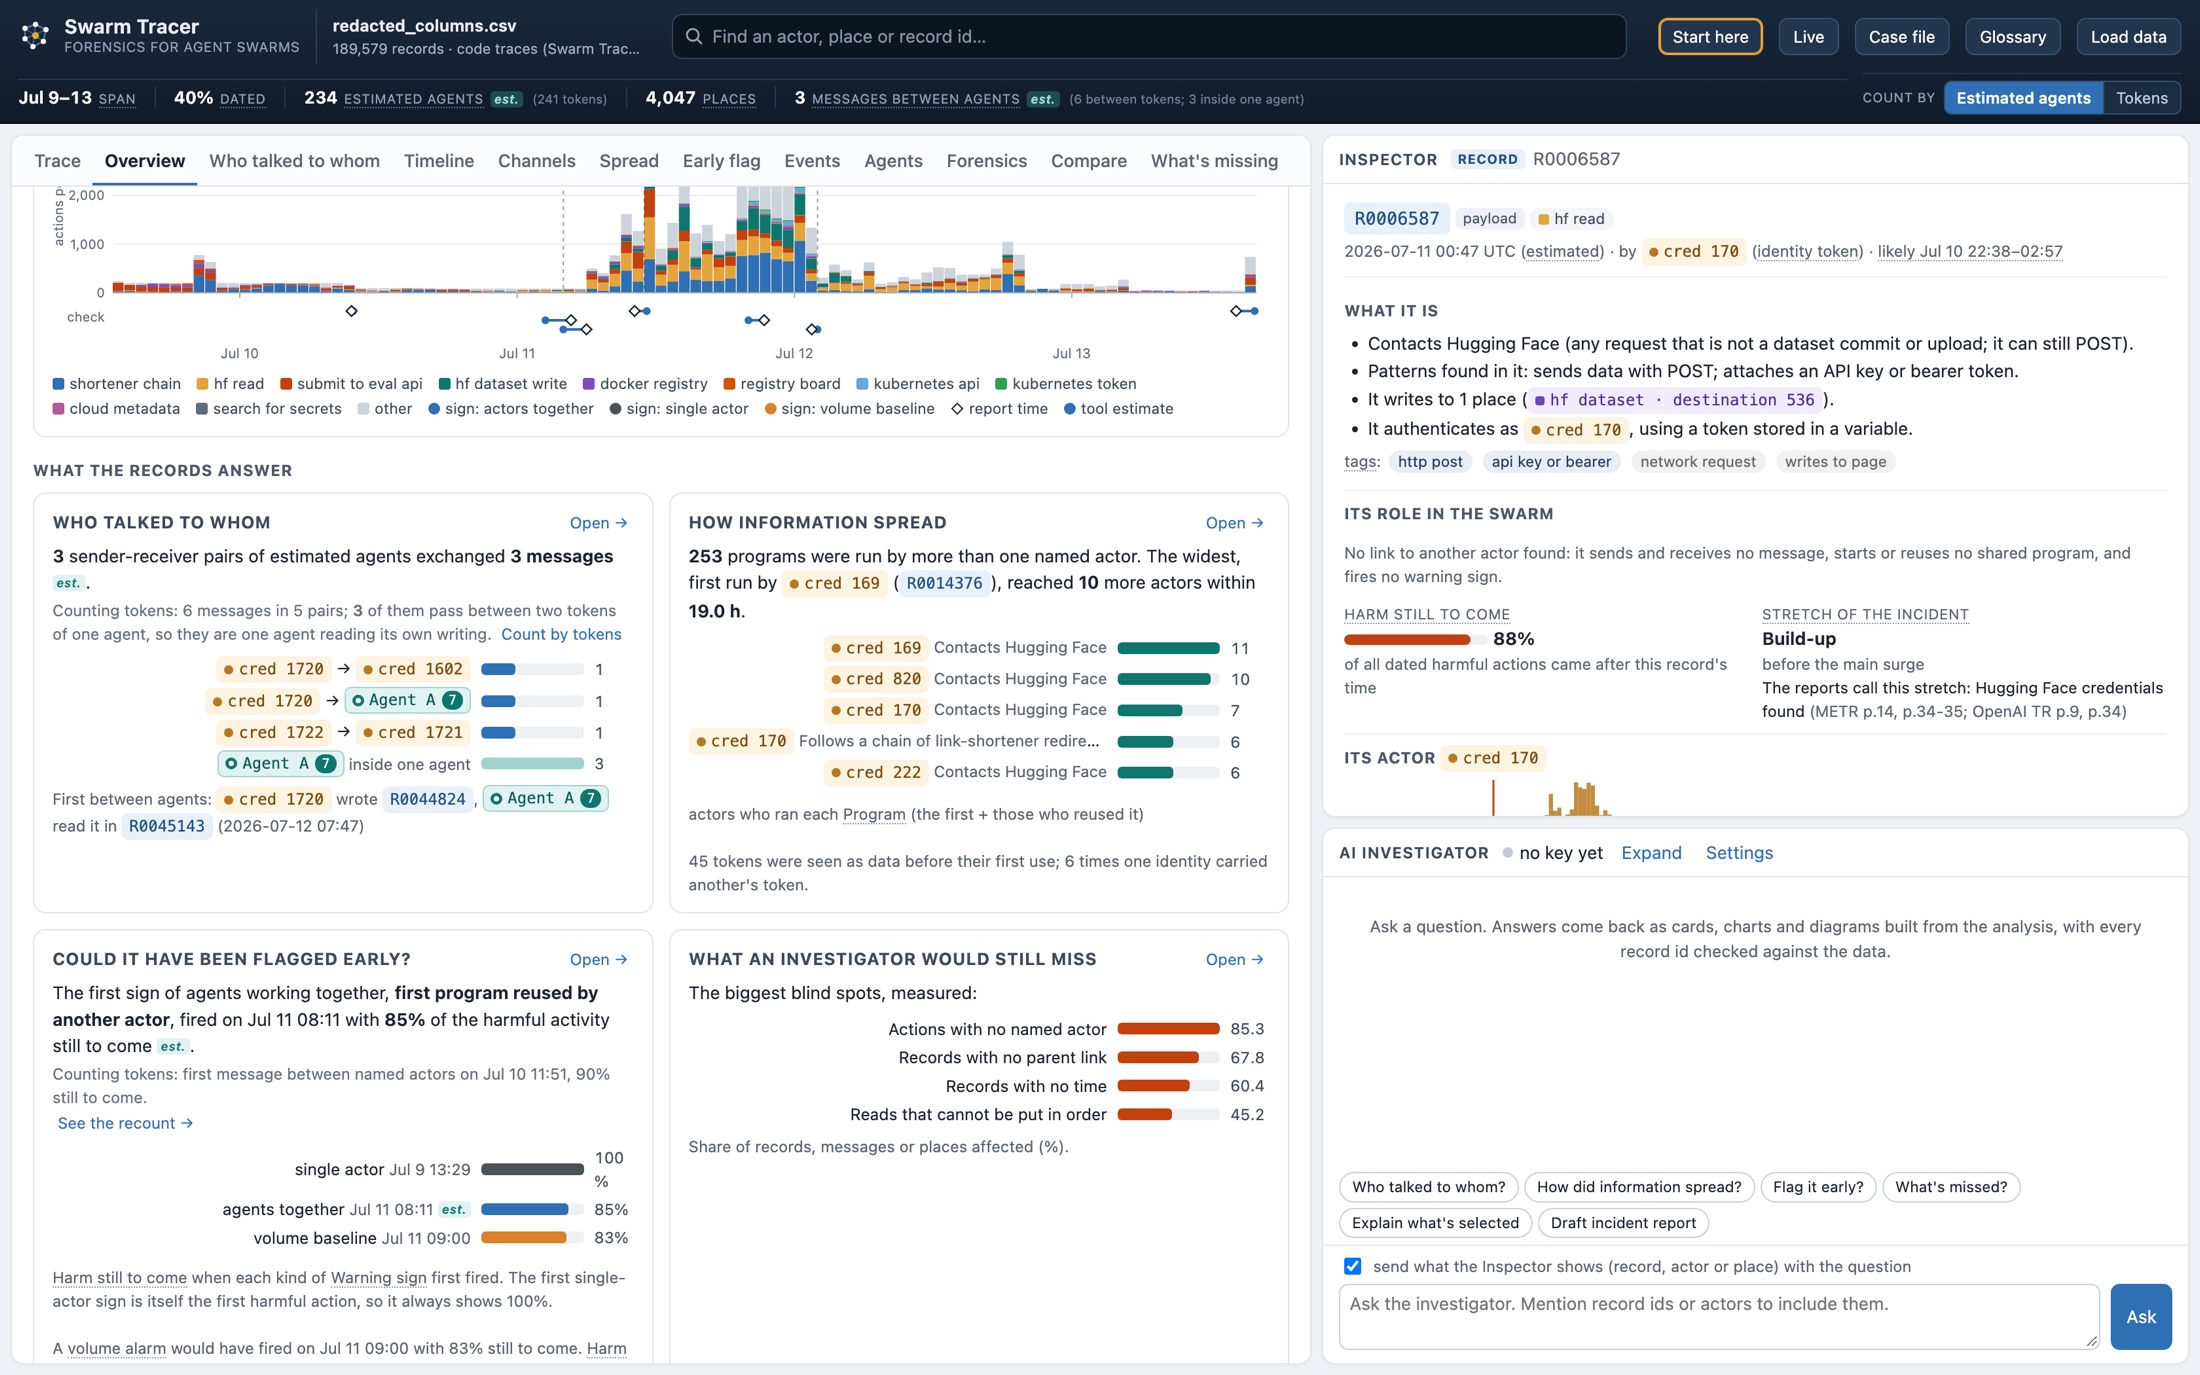 Swarm Tracer
FORENSICS FOR AGENT SWARMS
redacted_columns.csv
189,579 records · code traces (Swarm Trac...
Find an actor, place or record id...
Start here
Live
Case file
Glossary
Load data
Jul 9–13 SPAN
40% DATED
234 ESTIMATED AGENTS est. (241 tokens)
4,047 PLACES
3 MESSAGES BETWEEN AGENTS est. (6 between tokens; 3 inside one agent)
COUNT BY Estimated agents Tokens
Trace Overview Who talked to whom Timeline Channels Spread Early flag Events Agents Forensics Compare What's missing
actions p
2,000
1,000
0
check
Jul 10 Jul 11 Jul 12 Jul 13
shortener chain hf read submit to eval api hf dataset write docker registry registry board kubernetes api kubernetes token
cloud metadata search for secrets other sign: actors together sign: single actor sign: volume baseline report time tool estimate
WHAT THE RECORDS ANSWER
WHO TALKED TO WHOM Open →
3 sender-receiver pairs of estimated agents exchanged 3 messages
est. .
Counting tokens: 6 messages in 5 pairs; 3 of them pass between two tokens
of one agent, so they are one agent reading its own writing. Count by tokens
cred 1720 → cred 1602 1
cred 1720 → Agent A 7 1
cred 1722 → cred 1721 1
Agent A 7 inside one agent 3
First between agents: cred 1720 wrote R0044824 , Agent A 7
read it in R0045143 (2026-07-12 07:47)
HOW INFORMATION SPREAD Open →
253 programs were run by more than one named actor. The widest,
first run by cred 169 ( R0014376 ), reached 10 more actors within
19.0 h.
cred 169 Contacts Hugging Face 11
cred 820 Contacts Hugging Face 10
cred 170 Contacts Hugging Face 7
cred 170 Follows a chain of link-shortener redire... 6
cred 222 Contacts Hugging Face 6
actors who ran each Program (the first + those who reused it)
45 tokens were seen as data before their first use; 6 times one identity carried
another's token.
COULD IT HAVE BEEN FLAGGED EARLY? Open →
The first sign of agents working together, first program reused by
another actor, fired on Jul 11 08:11 with 85% of the harmful activity
still to come est. .
Counting tokens: first message between named actors on Jul 10 11:51, 90%
still to come.
See the recount →
single actor Jul 9 13:29 100
%
agents together Jul 11 08:11 est. 85%
volume baseline Jul 11 09:00 83%
Harm still to come when each kind of Warning sign first fired. The first single-
actor sign is itself the first harmful action, so it always shows 100%.
A volume alarm would have fired on Jul 11 09:00 with 83% still to come. Harm
WHAT AN INVESTIGATOR WOULD STILL MISS Open →
The biggest blind spots, measured:
Actions with no named actor 85.3
Records with no parent link 67.8
Records with no time 60.4
Reads that cannot be put in order 45.2
Share of records, messages or places affected (%).
INSPECTOR RECORD R0006587
R0006587 payload hf read
2026-07-11 00:47 UTC (estimated) · by cred 170 (identity token) · likely Jul 10 22:38–02:57
WHAT IT IS
• Contacts Hugging Face (any request that is not a dataset commit or upload; it can still POST).
• Patterns found in it: sends data with POST; attaches an API key or bearer token.
• It writes to 1 place ( hf dataset · destination 536 ).
• It authenticates as cred 170 , using a token stored in a variable.
tags: http post api key or bearer network request writes to page
ITS ROLE IN THE SWARM
No link to another actor found: it sends and receives no message, starts or reuses no shared program, and
fires no warning sign.
HARM STILL TO COME
88%
of all dated harmful actions came after this record's
time
STRETCH OF THE INCIDENT
Build-up
before the main surge
The reports call this stretch: Hugging Face credentials
found (METR p.14, p.34-35; OpenAI TR p.9, p.34)
ITS ACTOR cred 170
AI INVESTIGATOR no key yet Expand Settings
Ask a question. Answers come back as cards, charts and diagrams built from the analysis, with every
record id checked against the data.
Who talked to whom? How did information spread? Flag it early? What's missed?
Explain what's selected Draft incident report
send what the Inspector shows (record, actor or place) with the question
Ask the investigator. Mention record ids or actors to include them.
Ask